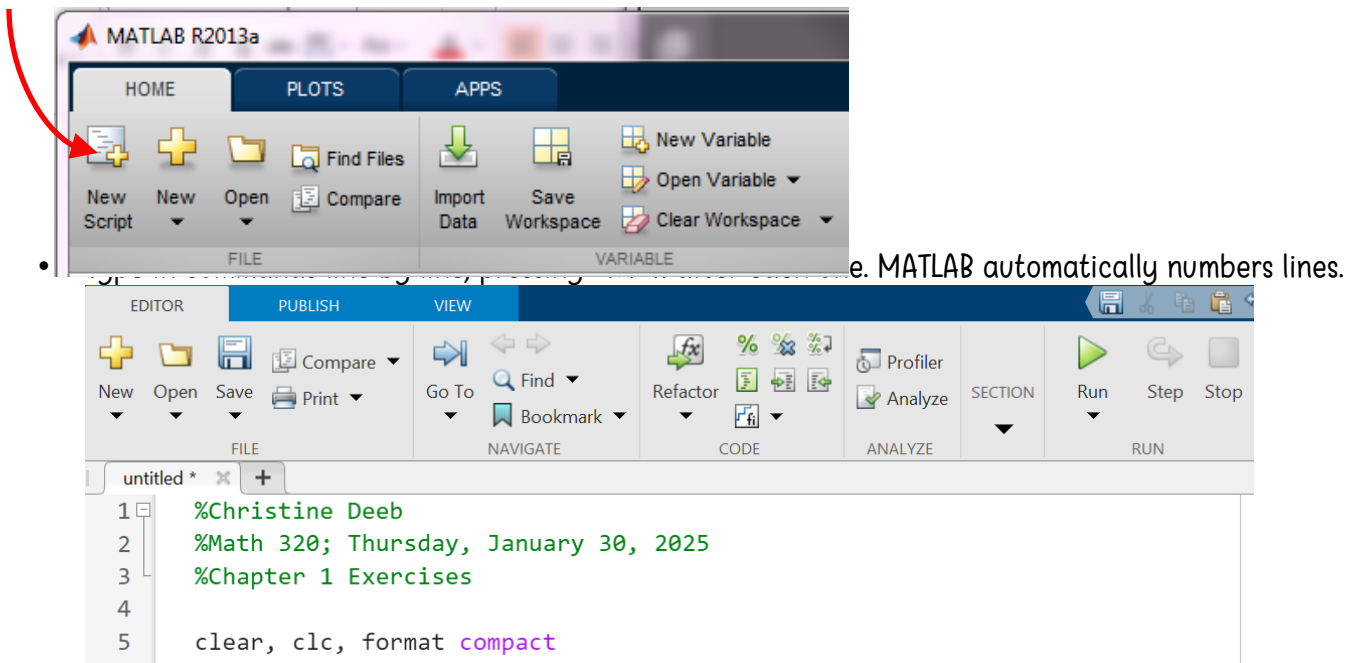 MATLAB R2013a
HOME PLOTS APPS
New Script
New
Open
Find Files
Compare
Import Data
Save Workspace
New Variable
Open Variable
Clear Workspace
FILE VARIABLE
• e. MATLAB automatically numbers lines.
EDITOR PUBLISH VIEW
New
Open
Save
Compare
Print
Go To
Find
Bookmark
Refactor
fx
% % %
fi
Profiler
Analyze
SECTION
Run
Step
Stop
FILE NAVIGATE CODE ANALYZE RUN
untitled * × +
1 %Christine Deeb
2 %Math 320; Thursday, January 30, 2025
3 %Chapter 1 Exercises
4
5 clear, clc, format compact